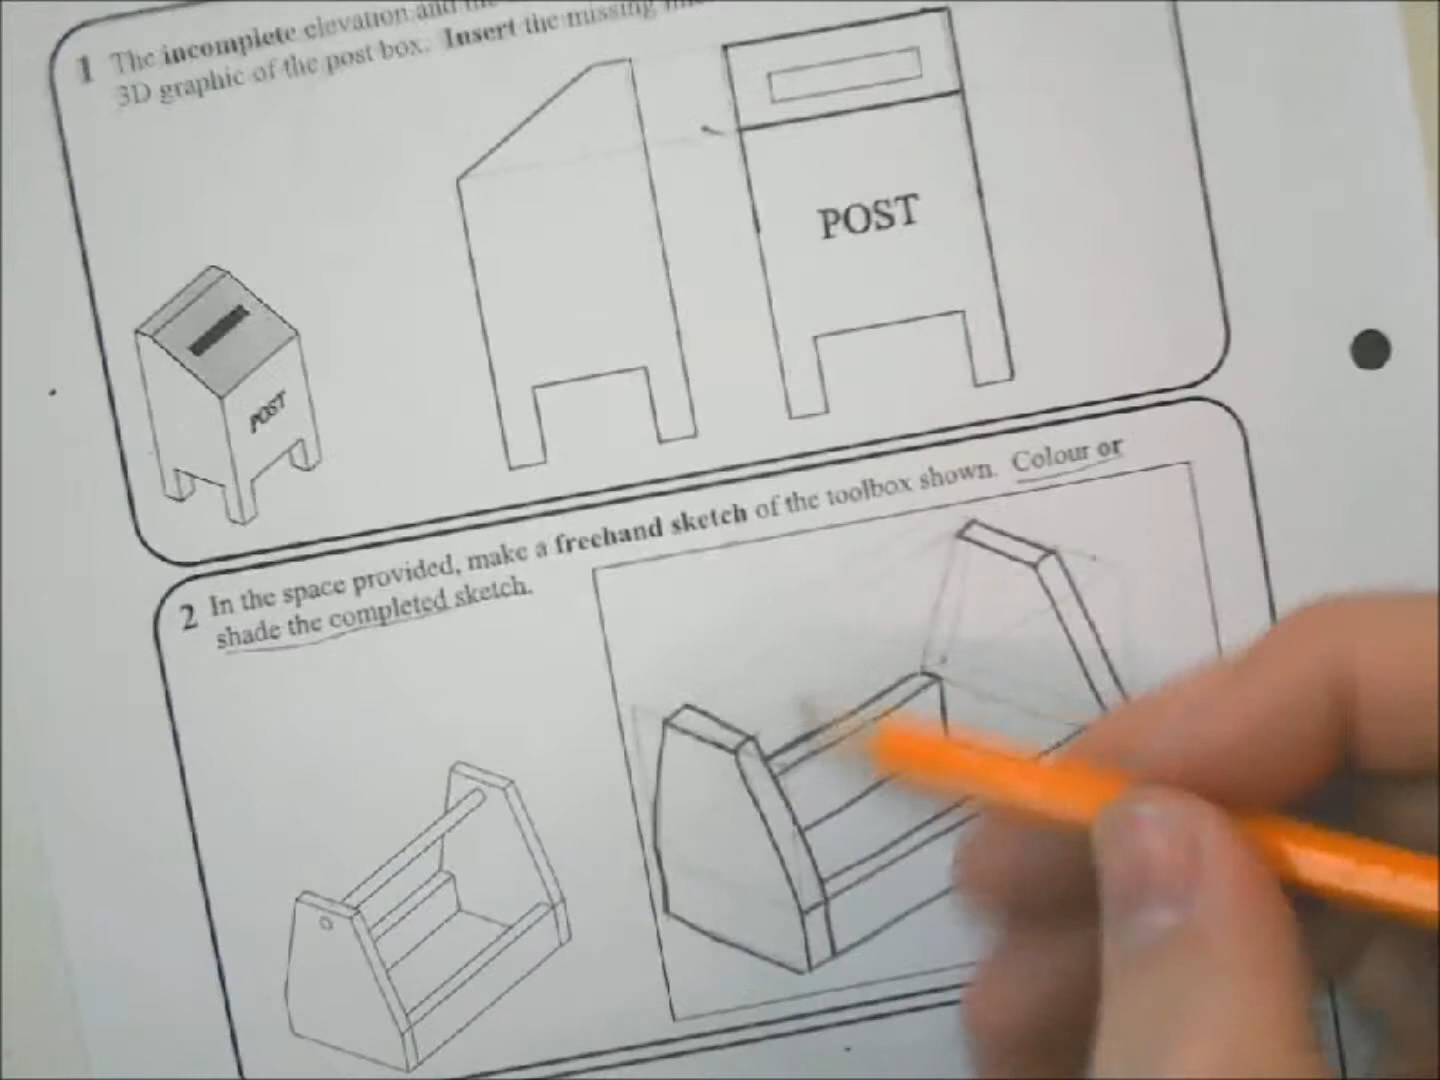 1 The incomplete elevation and the
3D graphic of the post box. Insert the missing
POST
POST
2 In the space provided, make a freehand sketch of the toolbox shown. Colour or
shade the completed sketch.